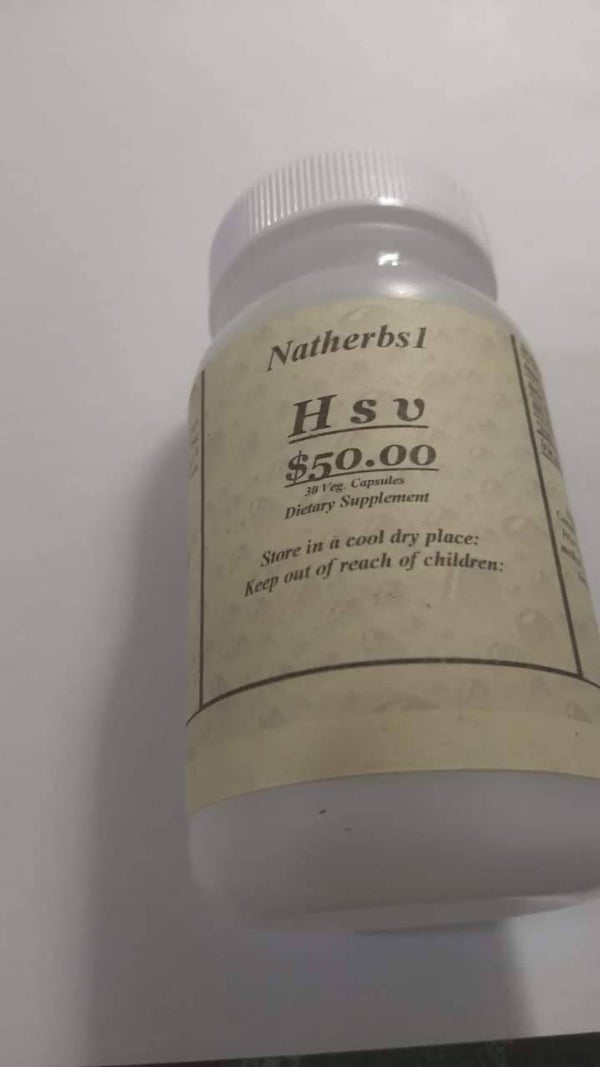 Natherbs1
Hsv
$50.00
30 Veg. Capsules
Dietary Supplement
Store in a cool dry place:
Keep out of reach of children: